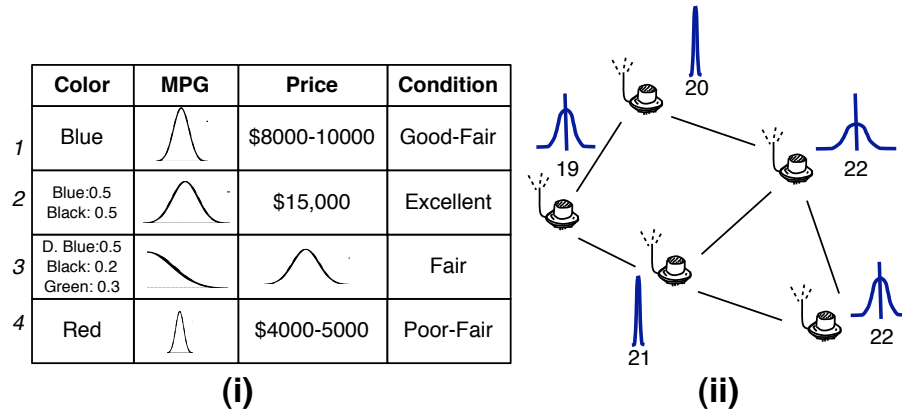 Color MPG Price Condition
1 Blue $8000-10000 Good-Fair
2 Blue:0.5
Black: 0.5
$15,000 Excellent
3 D. Blue:0.5
Black: 0.2
Green: 0.3
Fair
4 Red $4000-5000 Poor-Fair
(i)
20
19
22
21
22
(ii)